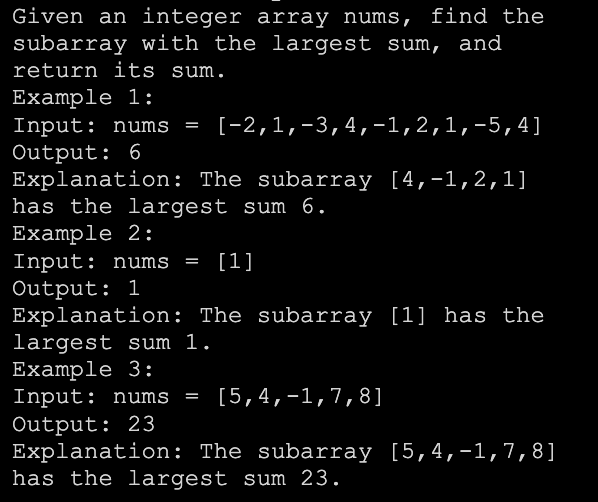 Given an integer array nums, find the
subarray with the largest sum, and
return its sum.
Example 1:
Input: nums = [-2,1,-3,4,-1,2,1,-5,4]
Output: 6
Explanation: The subarray [4,-1,2,1]
has the largest sum 6.
Example 2:
Input: nums = [1]
Output: 1
Explanation: The subarray [1] has the
largest sum 1.
Example 3:
Input: nums = [5,4,-1,7,8]
Output: 23
Explanation: The subarray [5,4,-1,7,8]
has the largest sum 23.